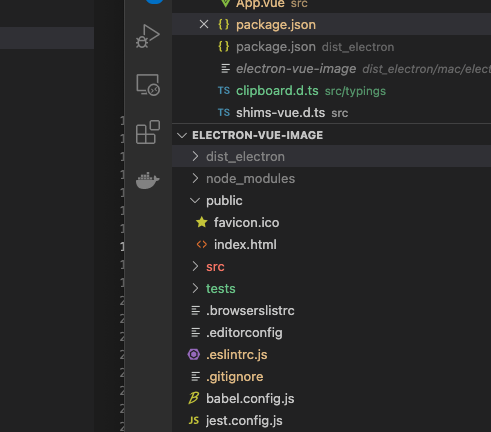 App.vue src
package.json
package.json dist_electron
electron-vue-image dist_electron/mac/elect
TS clipboard.d.ts src/typings
TS shims-vue.d.ts src
ELECTRON-VUE-IMAGE
dist_electron
node_modules
public
favicon.ico
index.html
src
tests
.browserslistrc
.editorconfig
.eslintrc.js
.gitignore
babel.config.js
JS jest.config.js